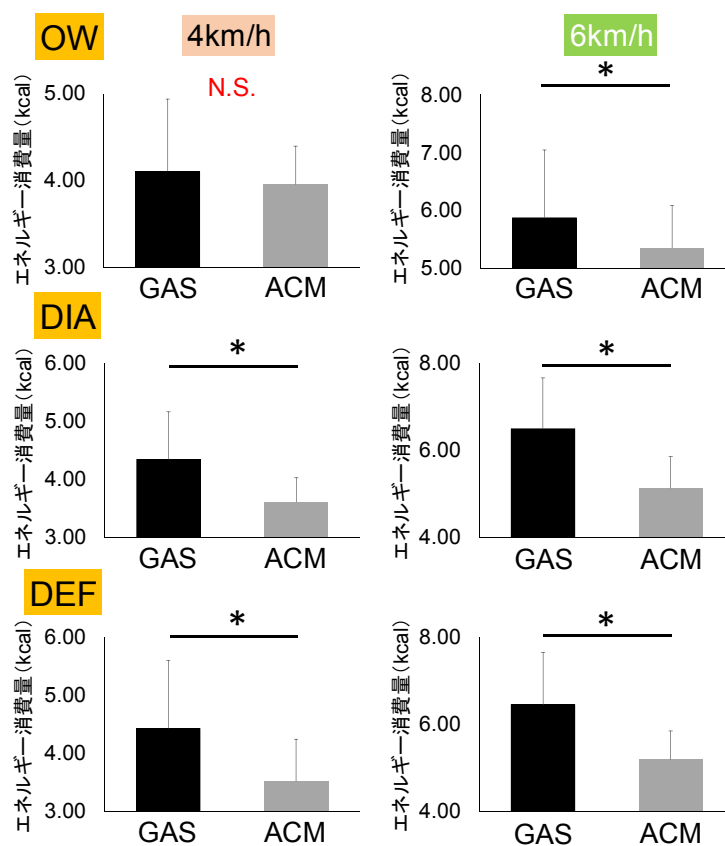 OW
4km/h
6km/h
エネルギー消費量(kcal)
5.00
4.00
3.00
N.S.
GAS
ACM
エネルギー消費量(kcal)
8.00
7.00
6.00
5.00
*
GAS
ACM
DIA
エネルギー消費量(kcal)
6.00
5.00
4.00
3.00
*
GAS
ACM
エネルギー消費量(kcal)
8.00
6.00
4.00
*
GAS
ACM
DEF
エネルギー消費量(kcal)
6.00
5.00
4.00
3.00
*
GAS
ACM
エネルギー消費量(kcal)
8.00
6.00
4.00
*
GAS
ACM